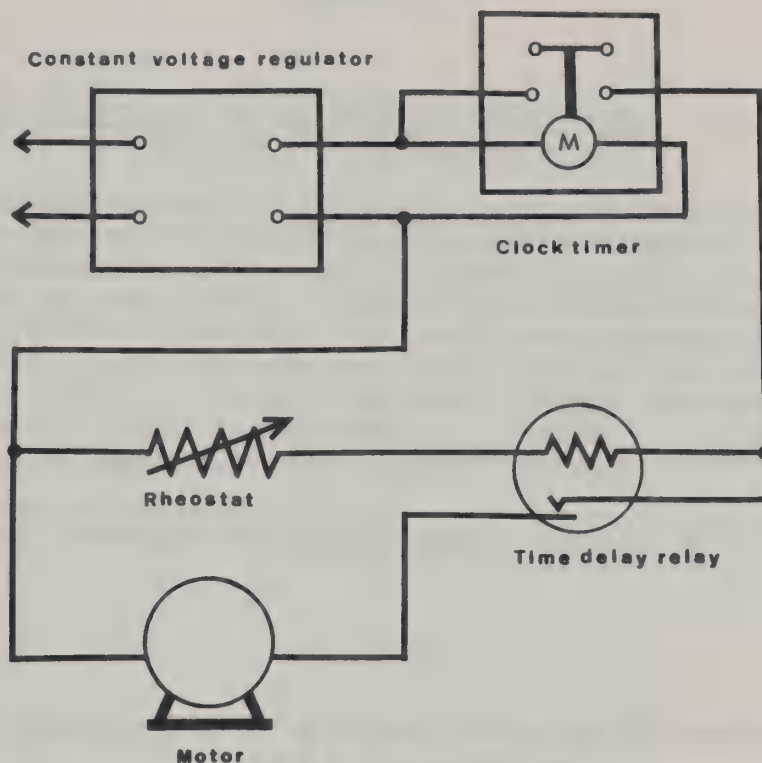 Constant voltage regulator
M
Clock timer
Rheostat
Time delay relay
Motor